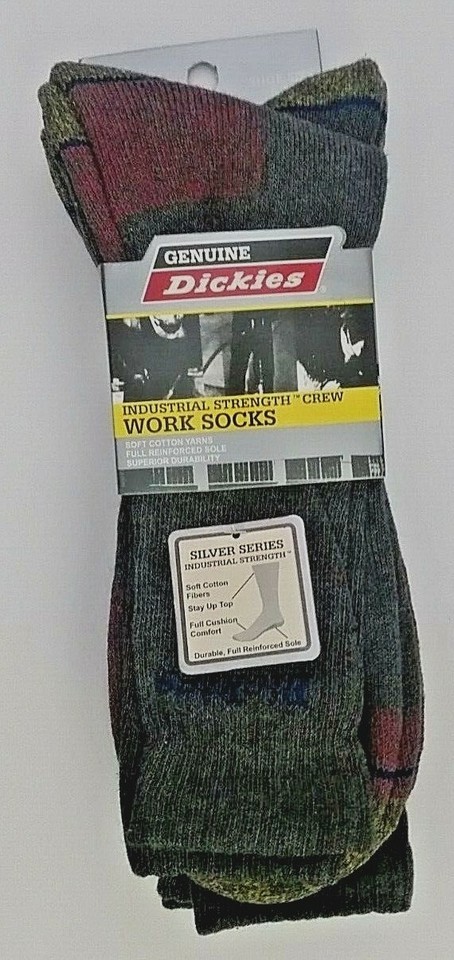 GENUINE
Dickies
INDUSTRIAL STRENGTH™ CREW
WORK SOCKS
SOFT COTTON YARNS
FULL REINFORCED SOLE
SUPERIOR DURABILITY
SILVER SERIES
INDUSTRIAL STRENGTH™
Soft Cotton
Fibers
Stay Up Top
Full Cushion
Comfort
Durable, Full Reinforced Sole